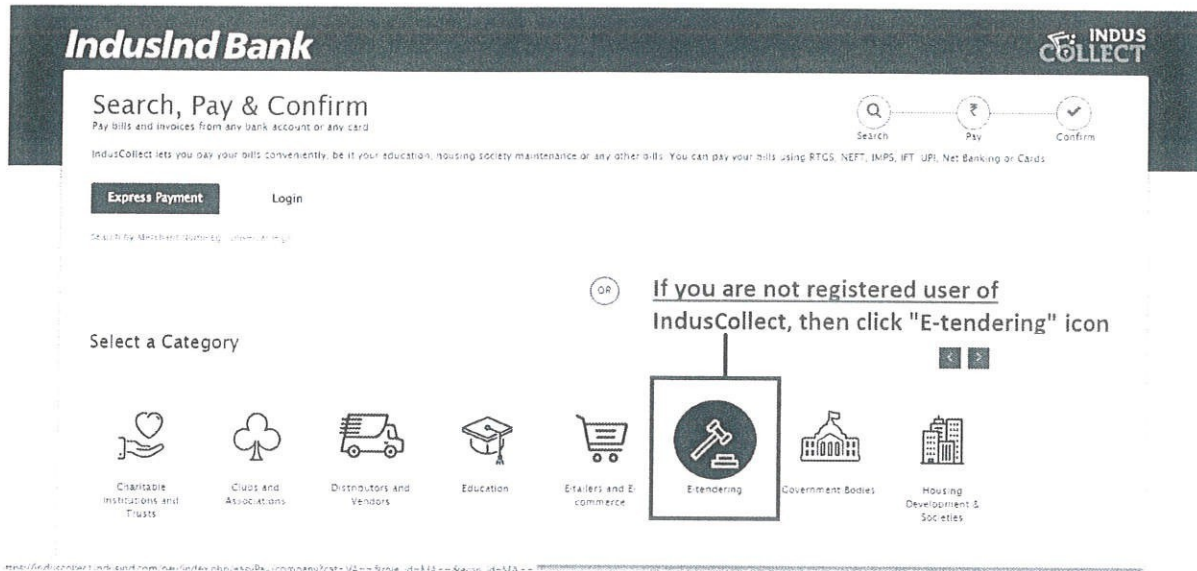 IndusInd Bank
INDUS
COLLECT
Search, Pay & Confirm
Pay bills and invoices from any bank account or any card
Search
Pay
Confirm
IndusCollect lets you pay your bills conveniently, be it your education, housing society maintenance or any other bills. You can pay your bills using RTGS, NEFT, IMPS, IFT, UPI, Net Banking or Cards
Express Payment
Login
Search by Merchant Name
OR
If you are not registered user of
IndusCollect, then click "E-tendering" icon
Select a Category
Charitable
Institutions and
Trusts
Clubs and
Associations
Distributors and
Vendors
Education
E-tailers and E-
commerce
E-tendering
Government Bodies
Housing
Development &
Societies